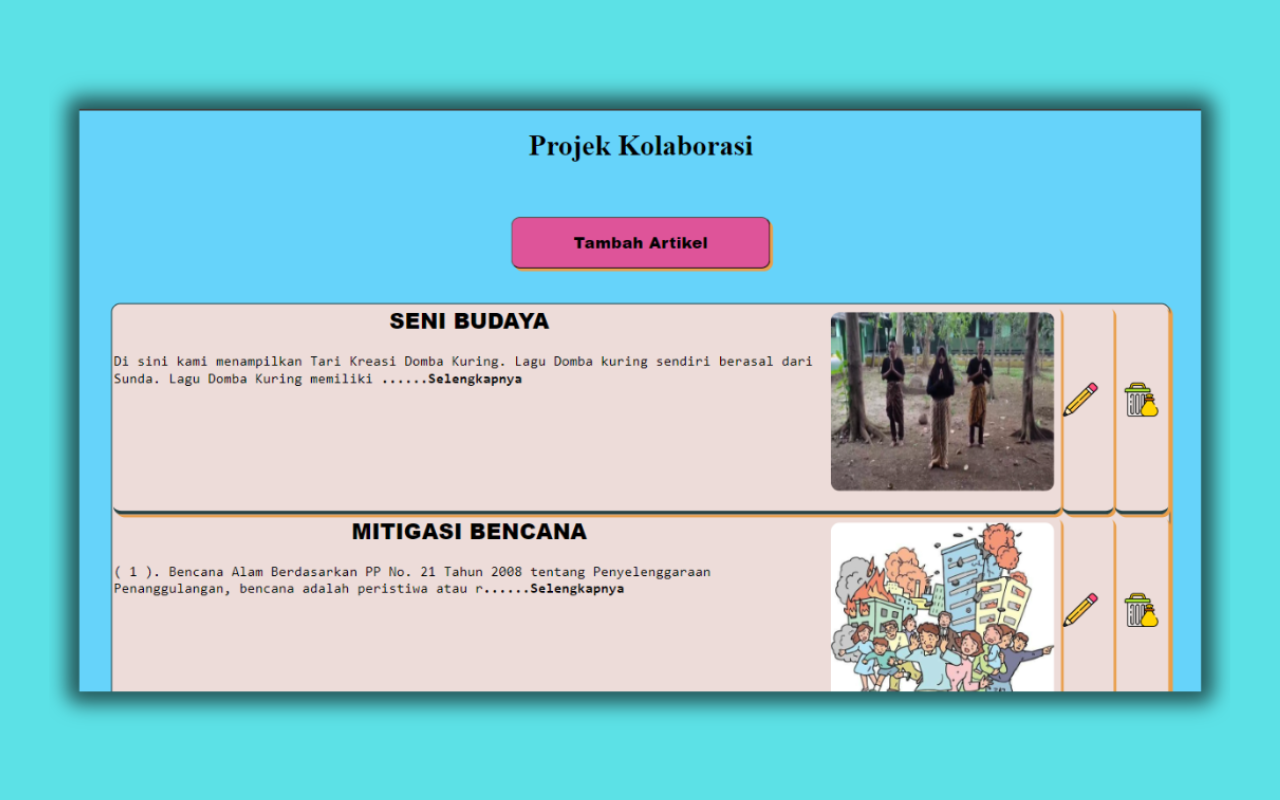 Projek Kolaborasi
Tambah Artikel
SENI BUDAYA
Di sini kami menampilkan Tari Kreasi Domba Kuring. Lagu Domba kuring sendiri berasal dari
Sunda. Lagu Domba Kuring memiliki ......Selengkapnya
MITIGASI BENCANA
( 1 ). Bencana Alam Berdasarkan PP No. 21 Tahun 2008 tentang Penyelenggaraan
Penanggulangan, bencana adalah peristiwa atau r......Selengkapnya